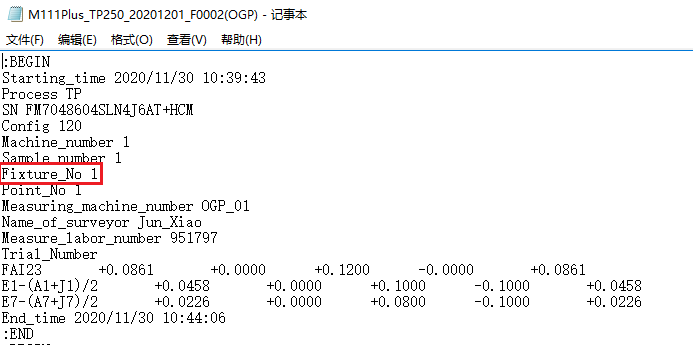 M111Plus_TP250_20201201_F0002(OGP) - 记事本
文件(F) 编辑(E) 格式(O) 查看(V) 帮助(H)
:BEGIN
Starting_time 2020/11/30 10:39:43
Process TP
SN FM7048604SLN4J6AT+HCM
Config 120
Machine_number 1
Sample_number 1
Fixture_No 1
Point_No 1
Measuring_machine_number OGP_01
Name_of_surveyor Jun_Xiao
Measure_labor_number 951797
Trial_Number
FAI23 +0.0861 +0.0000 +0.1200 -0.0000 +0.0861
E1-(A1+J1)/2 +0.0458 +0.0000 +0.1000 -0.1000 +0.0458
E7-(A7+J7)/2 +0.0226 +0.0000 +0.0800 -0.1000 +0.0226
End_time 2020/11/30 10:44:06
:END